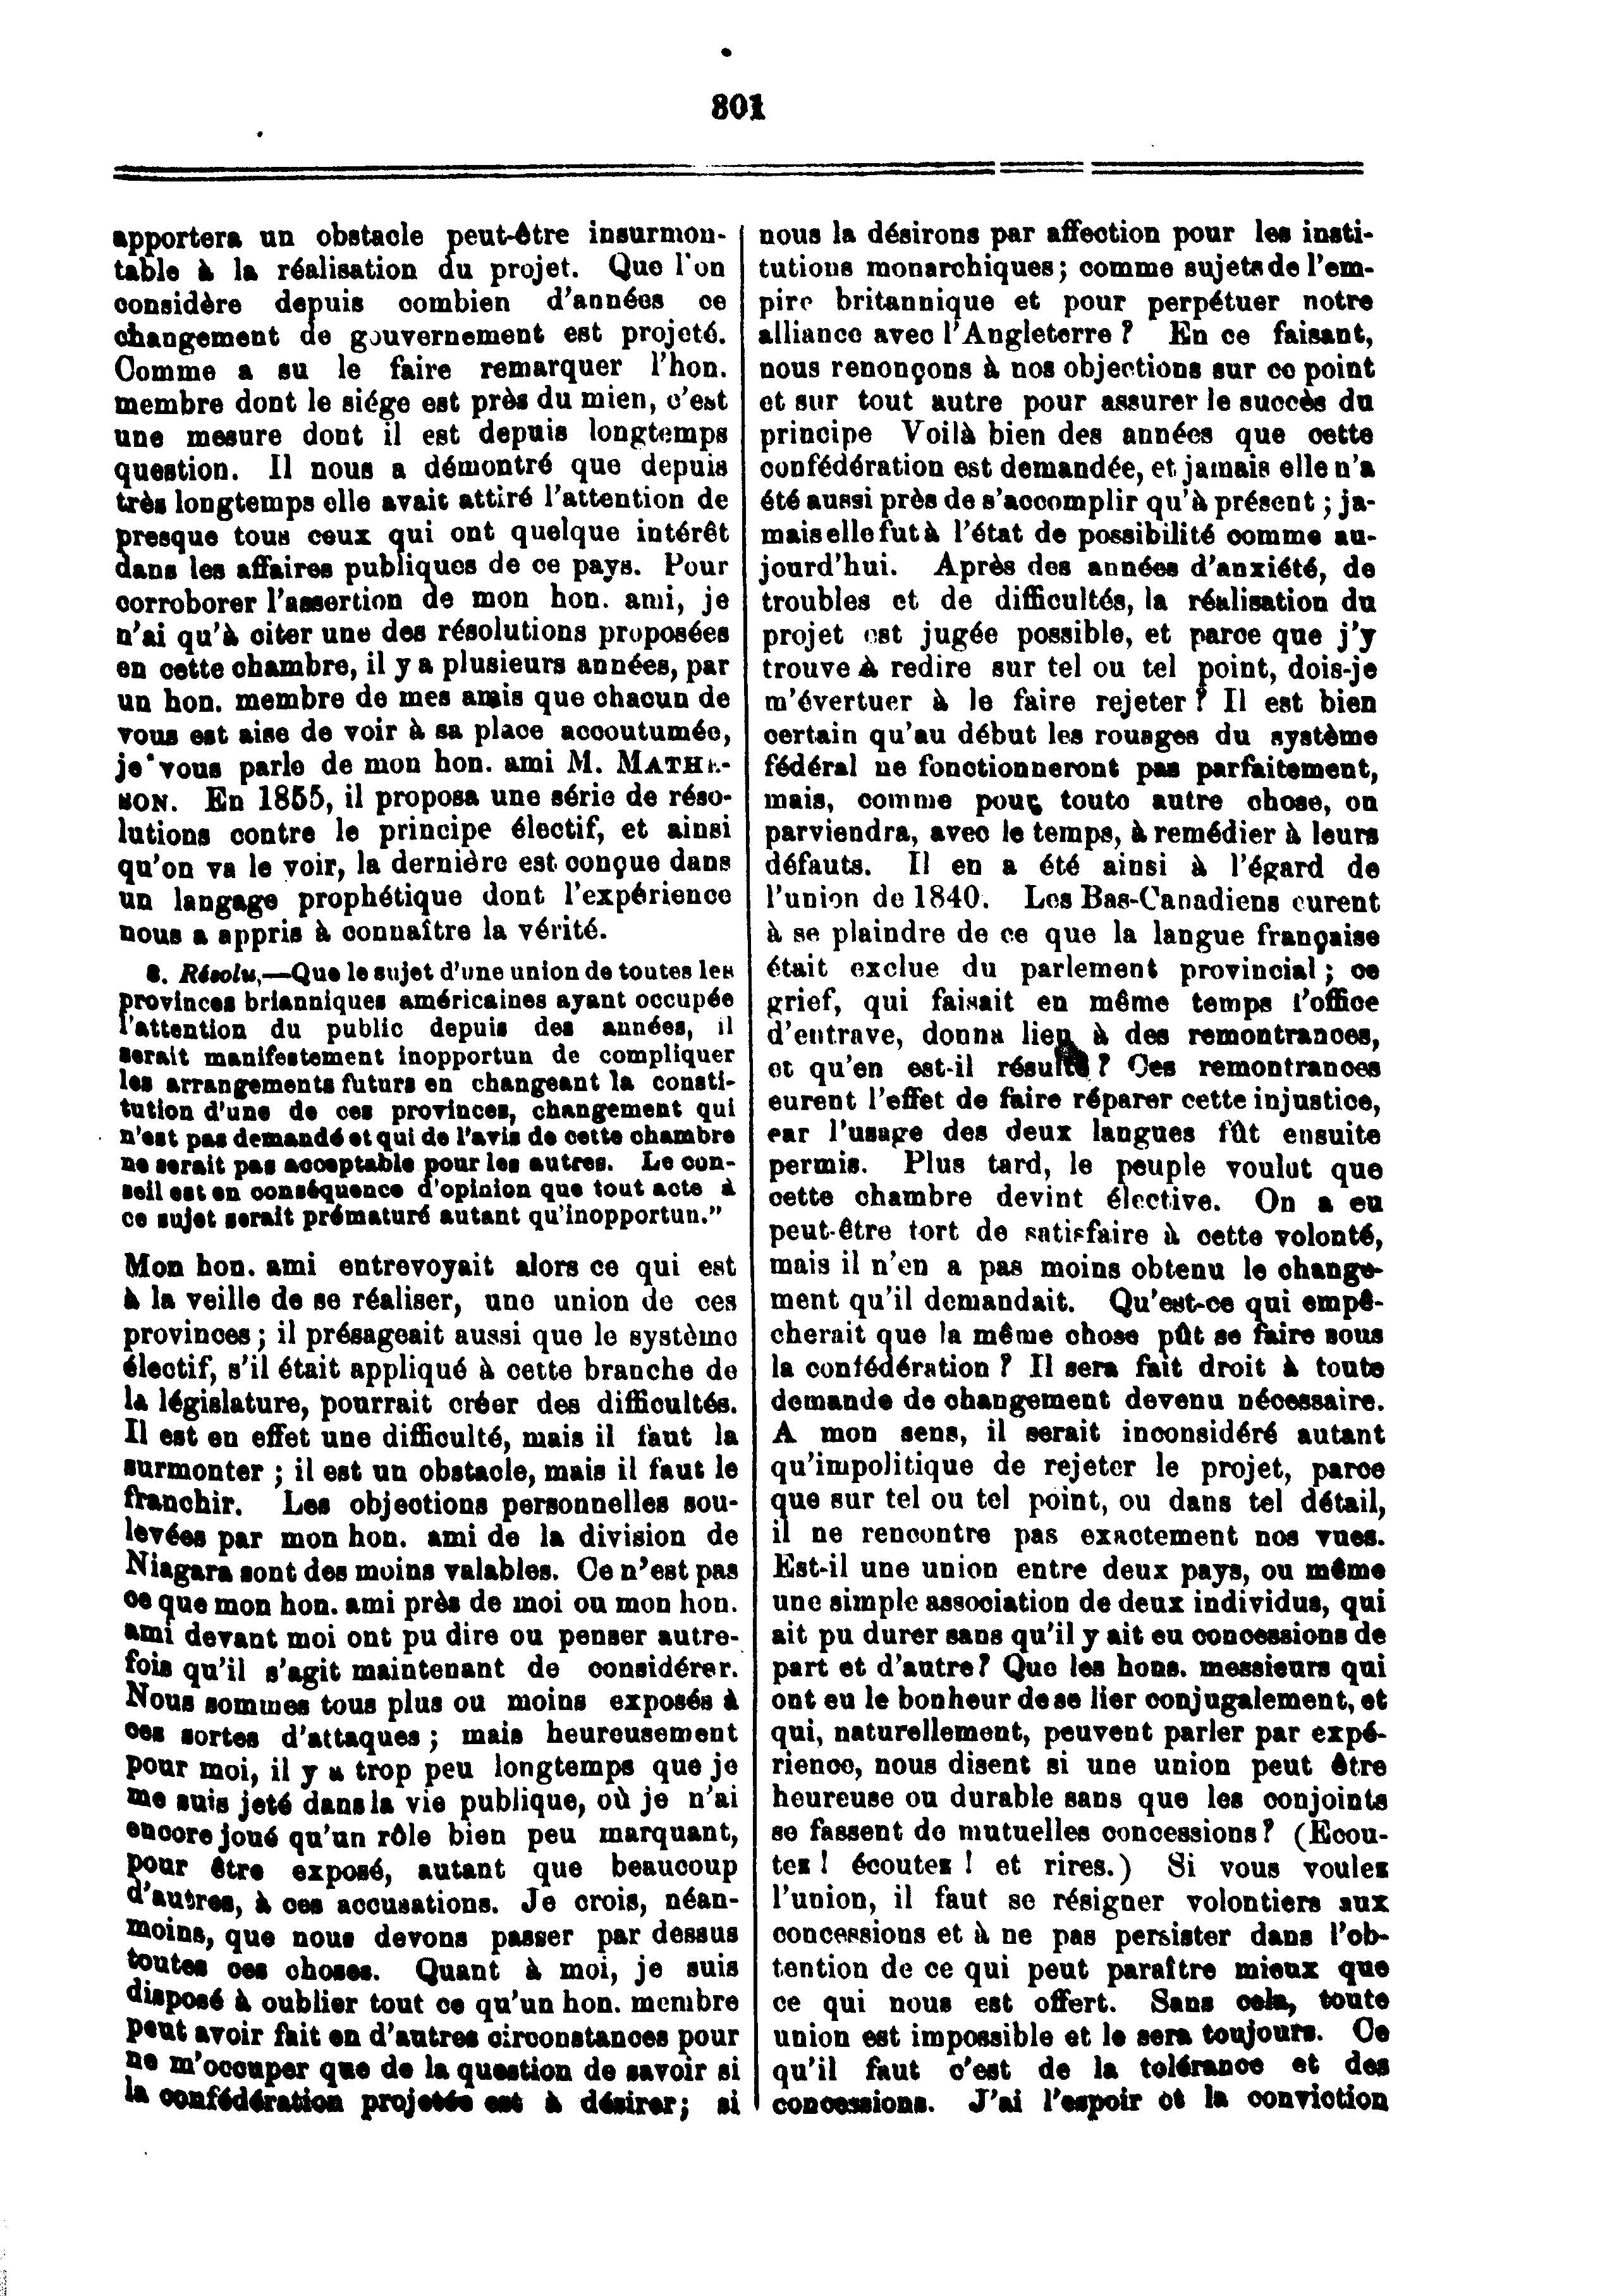 301
apportera un obstacle peut-être insurmon-
table à la réalisation du projet. Que l'on
considère depuis combien d'années ce
changement de gouvernement est projeté.
Comme a su le faire remarquer l'hon.
membre dont le siége est près du mien, c'est
une mesure dont il est depuis longtemps
question. Il nous a démontré que depuis
très longtemps elle avait attiré l'attention de
presque tous ceux qui ont quelque intérêt
dans les affaires publiques de ce pays. Pour
corroborer l'assertion de mon hon. ami, je
n'ai qu'à citer une des résolutions proposées
en cette chambre, il y a plusieurs années, par
un hon. membre de mes amis que chacun de
vous est aise de voir à sa place accoutumée,
je vous parle de mon hon. ami M. MATHE-
SON. En 1855, il proposa une série de réso-
lutions contre le principe électif, et ainsi
qu'on va le voir, la dernière est conçue dans
un langage prophétique dont l'expérience
nous a appris à connaître la vérité.
8. Résolu,—Que le sujet d'une union de toutes les
provinces brianniques américaines ayant occupée
l'attention du public depuis des années, il
serait manifestement inopportun de compliquer
les arrangements futurs en changeant la consti-
tution d'une de ces provinces, changement qui
n'est pas demandé et qui de l'avis de cette chambre
ne serait pas acceptable pour les autres. Le con-
seil est en conséquence d'opinion que tout acte à
ce sujet serait prématuré autant qu'inopportun."
Mon hon. ami entrevoyait alors ce qui est
à la veille de se réaliser, une union de ces
provinces; il présageait aussi que le système
électif, s'il était appliqué à cette branche de
la législature, pourrait créer des difficultés.
Il est en effet une difficulté, mais il faut la
surmonter; il est un obstacle, mais il faut le
franchir. Les objections personnelles sou-
levées par mon hon. ami de la division de
Niagara sont des moins valables. Ce n'est pas
ce que mon hon. ami près de moi ou mon hon.
ami devant moi ont pu dire ou penser autre-
fois qu'il s'agit maintenant de considérer.
Nous sommes tous plus ou moins exposés à
ces sortes d'attaques; mais heureusement
pour moi, il y a trop peu longtemps que je
me suis jeté dans la vie publique, où je n'ai
encore joué qu'un rôle bien peu marquant,
pour être exposé, autant que beaucoup
d'autres, à ces accusations. Je crois, néan-
moins, que nous devons passer par dessus
toutes ces choses. Quant à moi, je suis
disposé à oublier tout ce qu'un hon. membre
peut avoir fait en d'autres circonstances pour
ne m'occuper que de la question de savoir si
la confédération projetée est à désirer; si
nous la désirons par affection pour les insti-
tutions monarchiques; comme sujets de l'em-
pire britannique et pour perpétuer notre
alliance avec l'Angleterre? En ce faisant,
nous renonçons à nos objections sur ce point
et sur tout autre pour assurer le succès du
principe Voilà bien des années que cette
confédération est demandée, et jamais elle n'a
été aussi près de s'accomplir qu'à présent; ja-
mais elle fut à l'état de possibilité comme au-
jourd'hui. Après des années d'anxiété, de
troubles et de difficultés, la réalisation du
projet est jugée possible, et parce que j'y
trouve à redire sur tel ou tel point, dois-je
m'évertuer à le faire rejeter? Il est bien
certain qu'au début les rouages du système
fédéral ne fonctionneront pas parfaitement,
mais, comme pour toute autre chose, on
parviendra, avec le temps, à remédier à leurs
défauts. Il en a été ainsi à l'égard de
l'union de 1840. Les Bas-Canadiens eurent
à se plaindre de ce que la langue française
était exclue du parlement provincial; ce
grief, qui faisait en même temps l'office
d'entrave, donna lieu à des remontrances,
et qu'en est-il résulté? Ces remontrances
eurent l'effet de faire réparer cette injustice,
car l'usage des deux langues fût ensuite
permis. Plus tard, le peuple voulut que
cette chambre devint élective. On a eu
peut-être tort de satisfaire à cette volonté,
mais il n'en a pas moins obtenu le change-
ment qu'il demandait. Qu'est-ce qui empê-
cherait que la même chose pût se faire sous
la confédération? Il sera fait droit à toute
demande de changement devenu nécessaire.
A mon sens, il serait inconsidéré autant
qu'impolitique de rejeter le projet, parce
que sur tel ou tel point, ou dans tel détail,
il ne rencontre pas exactement nos vues.
Est-il une union entre deux pays, ou même
une simple association de deux individus, qui
ait pu durer sans qu'il y ait eu concessions de
part et d'autre? Que les hons. messieurs qui
ont eu le bonheur de se lier conjugalement, et
qui, naturellement, peuvent parler par expé-
rience, nous disent si une union peut être
heureuse ou durable sans que les conjoints
se fassent de mutuelles concessions? (Ecou-
tez! écoutez! et rires.) Si vous voulez
l'union, il faut se résigner volontiers aux
concessions et à ne pas persister dans l'ob-
tention de ce qui peut paraître mieux que
ce qui nous est offert. Sans cela, toute
union est impossible et le sera toujours. Ce
qu'il faut c'est de la tolérance et des
concessions. J'ai l'espoir et la conviction